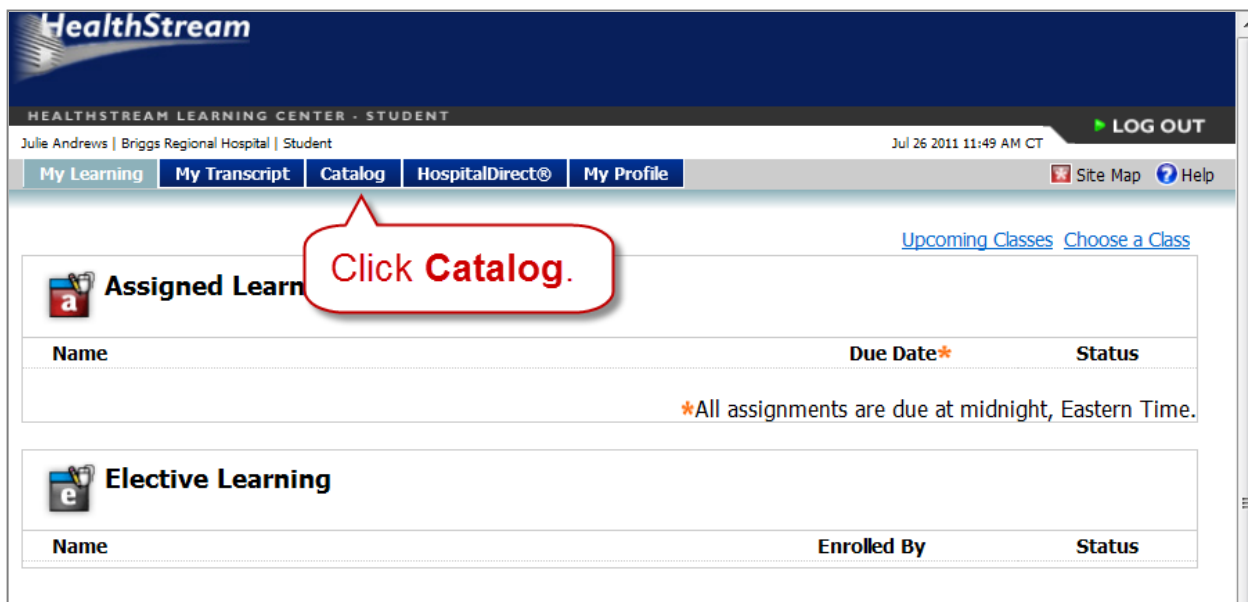 HealthStream
HEALTHSTREAM LEARNING CENTER - STUDENT
LOG OUT
Julie Andrews | Briggs Regional Hospital | Student
Jul 26 2011 11:49 AM CT
My Learning My Transcript Catalog HospitalDirect® My Profile
Site Map ? Help
Upcoming Classes Choose a Class
Click Catalog.
a Assigned Learn
Name Due Date* Status
*All assignments are due at midnight, Eastern Time.
e Elective Learning
Name Enrolled By Status